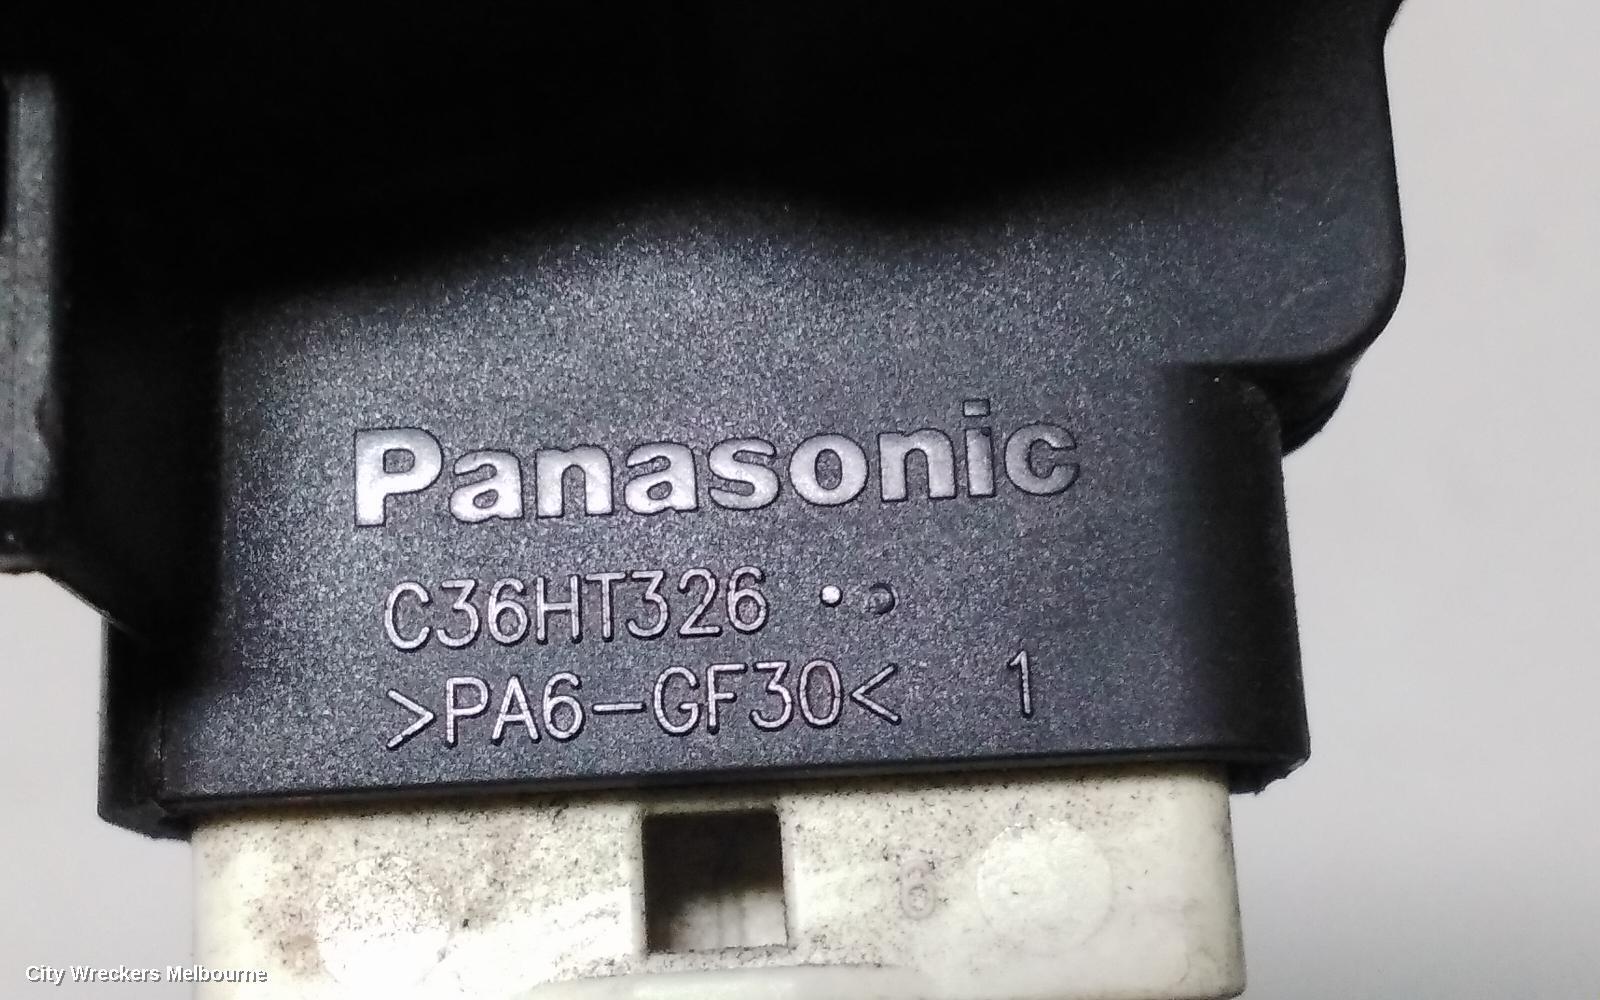 Panasonic
C36HT326
>PA6-GF30< 1
6
City Wreckers Melbourne